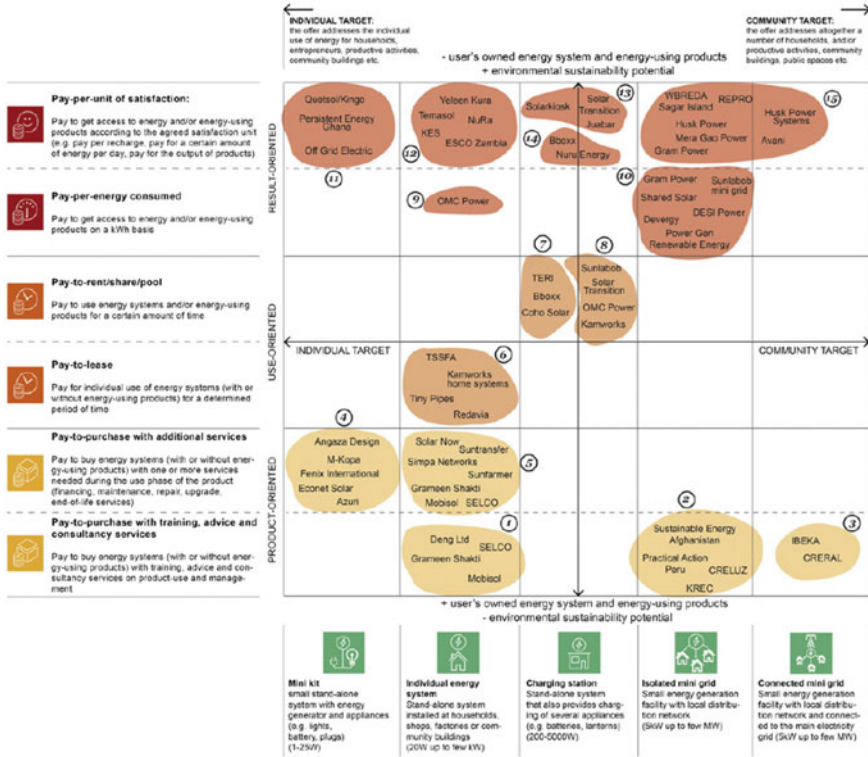 INDIVIDUAL TARGET:
the offer addresses the individual
use of energy for households,
entrepreneurs, productive activities,
community buildings etc.
COMMUNITY TARGET:
the offer addresses altogether a
number of households, and/or
productive activities, community
buildings, public spaces etc.
- user's owned energy system and energy-using products
+ environmental sustainability potential
Pay-per-unit of satisfaction:
Pay to get access to energy and/or energy-using
products according to the agreed satisfaction unit
(e.g. pay per recharge, pay for a certain amount
of energy per day, pay for the output of products)
Pay-per-energy consumed
Pay to get access to energy and/or energy-using
products on a kWh basis
Pay-to-rent/share/pool
Pay to use energy systems and/or energy-using
products for a certain amount of time
Pay-to-lease
Pay for individual use of energy systems (with or
without energy-using products) for a determined
period of time
Pay-to-purchase with additional services
Pay to buy energy systems (with or without ener-
gy-using products) with one or more services
needed during the use phase of the product
(financing, maintenance, repair, upgrade,
end-of-life services)
Pay-to-purchase with training, advice and
consultancy services
Pay to buy energy systems (with or without ener-
gy-using products) with training, advice and co-
nsultancy services on product-use and manage-
ment
RESULT-ORIENTED
USE-ORIENTED
PRODUCT-ORIENTED
Quetsol/Kingo
Persistent Energy
Ghana
Off Grid Electric
11
Yeleen Kura
Temasol
NuRa
KES
ESCO Zambia
12
Solarkiosk
Solar
Transition
Juabar
13
14
Bboxx
Nuru Energy
WBREDA
Sagar Island
REPRO
Husk Power
Mera Gao Power
Gram Power
Husk Power
Systems
Avani
15
9
OMC Power
10
Gram Power
Sunlabob
mini grid
Shared Solar
DESI Power
Devergy
Power Gen
Renewable Energy
7
TERI
Bboxx
Coho Solar
8
Sunlabob
Solar
Transition
OMC Power
Kamworks
INDIVIDUAL TARGET
COMMUNITY TARGET
TSSFA
Kamworks
home systems
Tiny Pipes
Redavia
6
4
Angaza Design
M-Kopa
Fenix International
Econet Solar
Azuri
Solar Now
Suntransfer
Simpa Networks
Sunfarmer
Grameen Shakti
Mobisol
SELCO
5
1
Deng Ltd
SELCO
Grameen Shakti
Mobisol
2
Sustainable Energy
Afghanistan
Practical Action
Peru
CRELUZ
KREC
3
IBEKA
CRERAL
+ user's owned energy system and energy-using products
- environmental sustainability potential
Mini kit
small stand-alone
system with energy
generator and appliances
(e.g. lights,
battery, plugs)
(1-25W)
Individual energy
system
Stand-alone system
installed at households,
shops, factories or com-
munity buildings
(20W up to few kW)
Charging station
Stand-alone system
that also provides charg-
ing of several appliances
(e.g. batteries, lanterns)
(200-5000W)
Isolated mini grid
Small energy generation
facility with local distribu-
tion network
(5kW up to few MW)
Connected mini grid
Small energy generation
facility with local distribu-
tion network and connect-
ed to the main electricity
grid (5kW up to few MW)